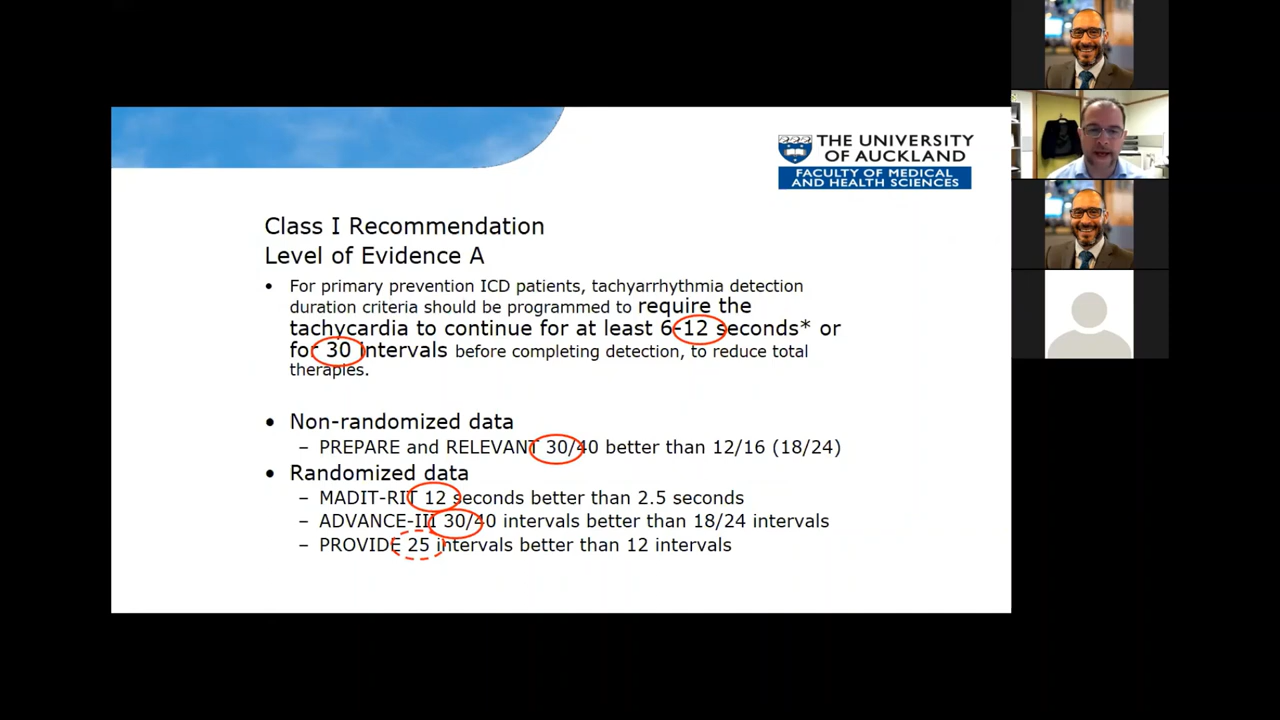 THE UNIVERSITY
OF AUCKLAND
FACULTY OF MEDICAL
AND HEALTH SCIENCES
Class I Recommendation
Level of Evidence A
• For primary prevention ICD patients, tachyarrhythmia detection
duration criteria should be programmed to require the
tachycardia to continue for at least 6-12 seconds* or
for 30 intervals before completing detection, to reduce total
therapies.
• Non-randomized data
– PREPARE and RELEVANT 30/40 better than 12/16 (18/24)
• Randomized data
– MADIT-RIT 12 seconds better than 2.5 seconds
– ADVANCE-III 30/40 intervals better than 18/24 intervals
– PROVIDE 25 intervals better than 12 intervals